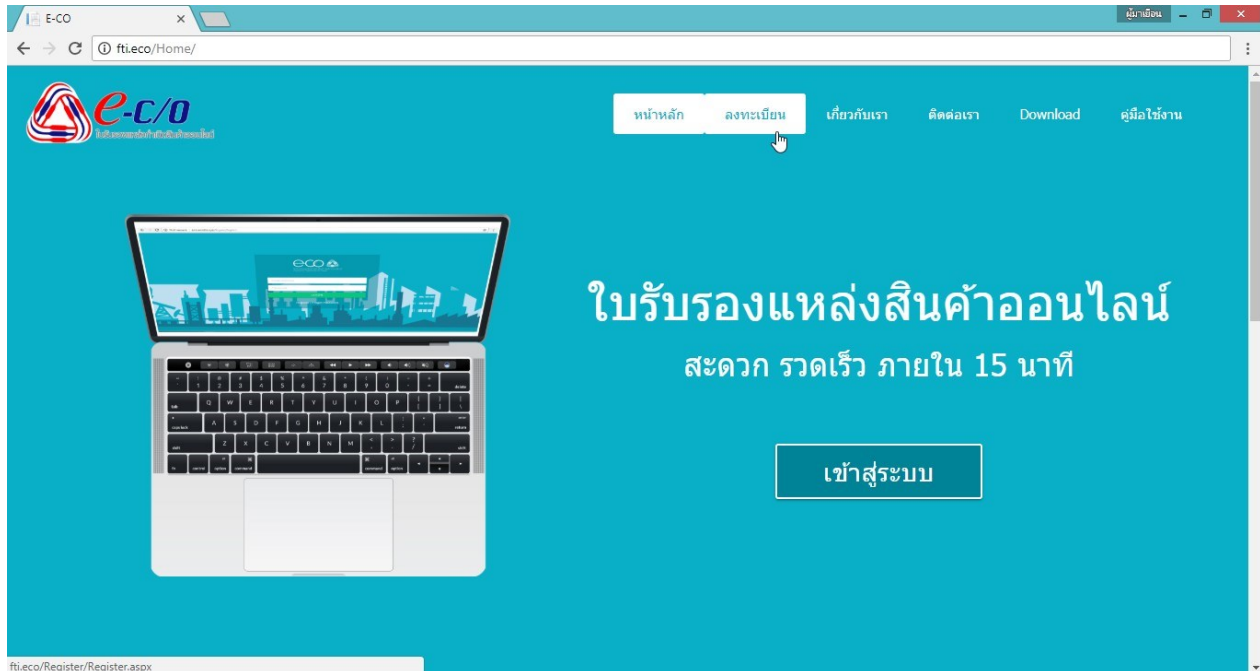 E-CO
ผู้มาเยือน
fti.eco/Home/
e-c/o
หน้าหลัก ลงทะเบียน เกี่ยวกับเรา ติดต่อเรา Download คู่มือใช้งาน
eco
ใบรับรองแหล่งสินค้าออนไลน์
สะดวก รวดเร็ว ภายใน 15 นาที
เข้าสู่ระบบ
fti.eco/Register/Register.aspx